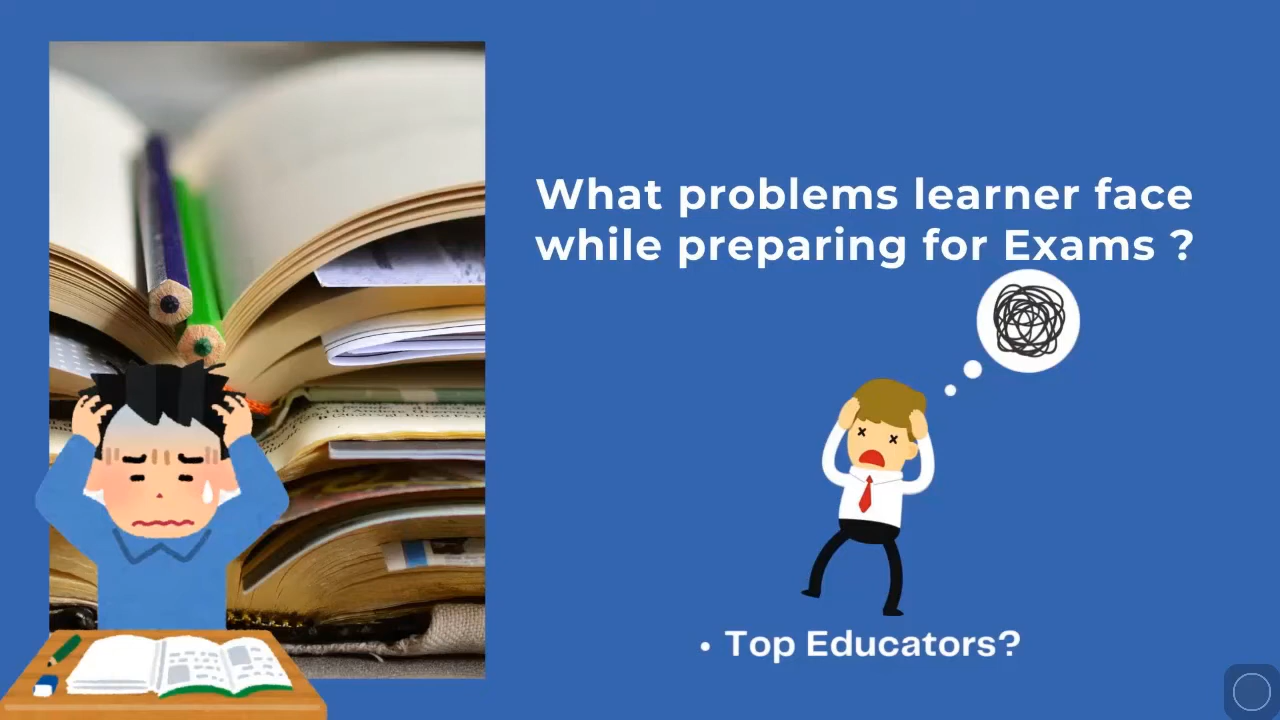 What problems learner face
while preparing for Exams ?
• Top Educators?